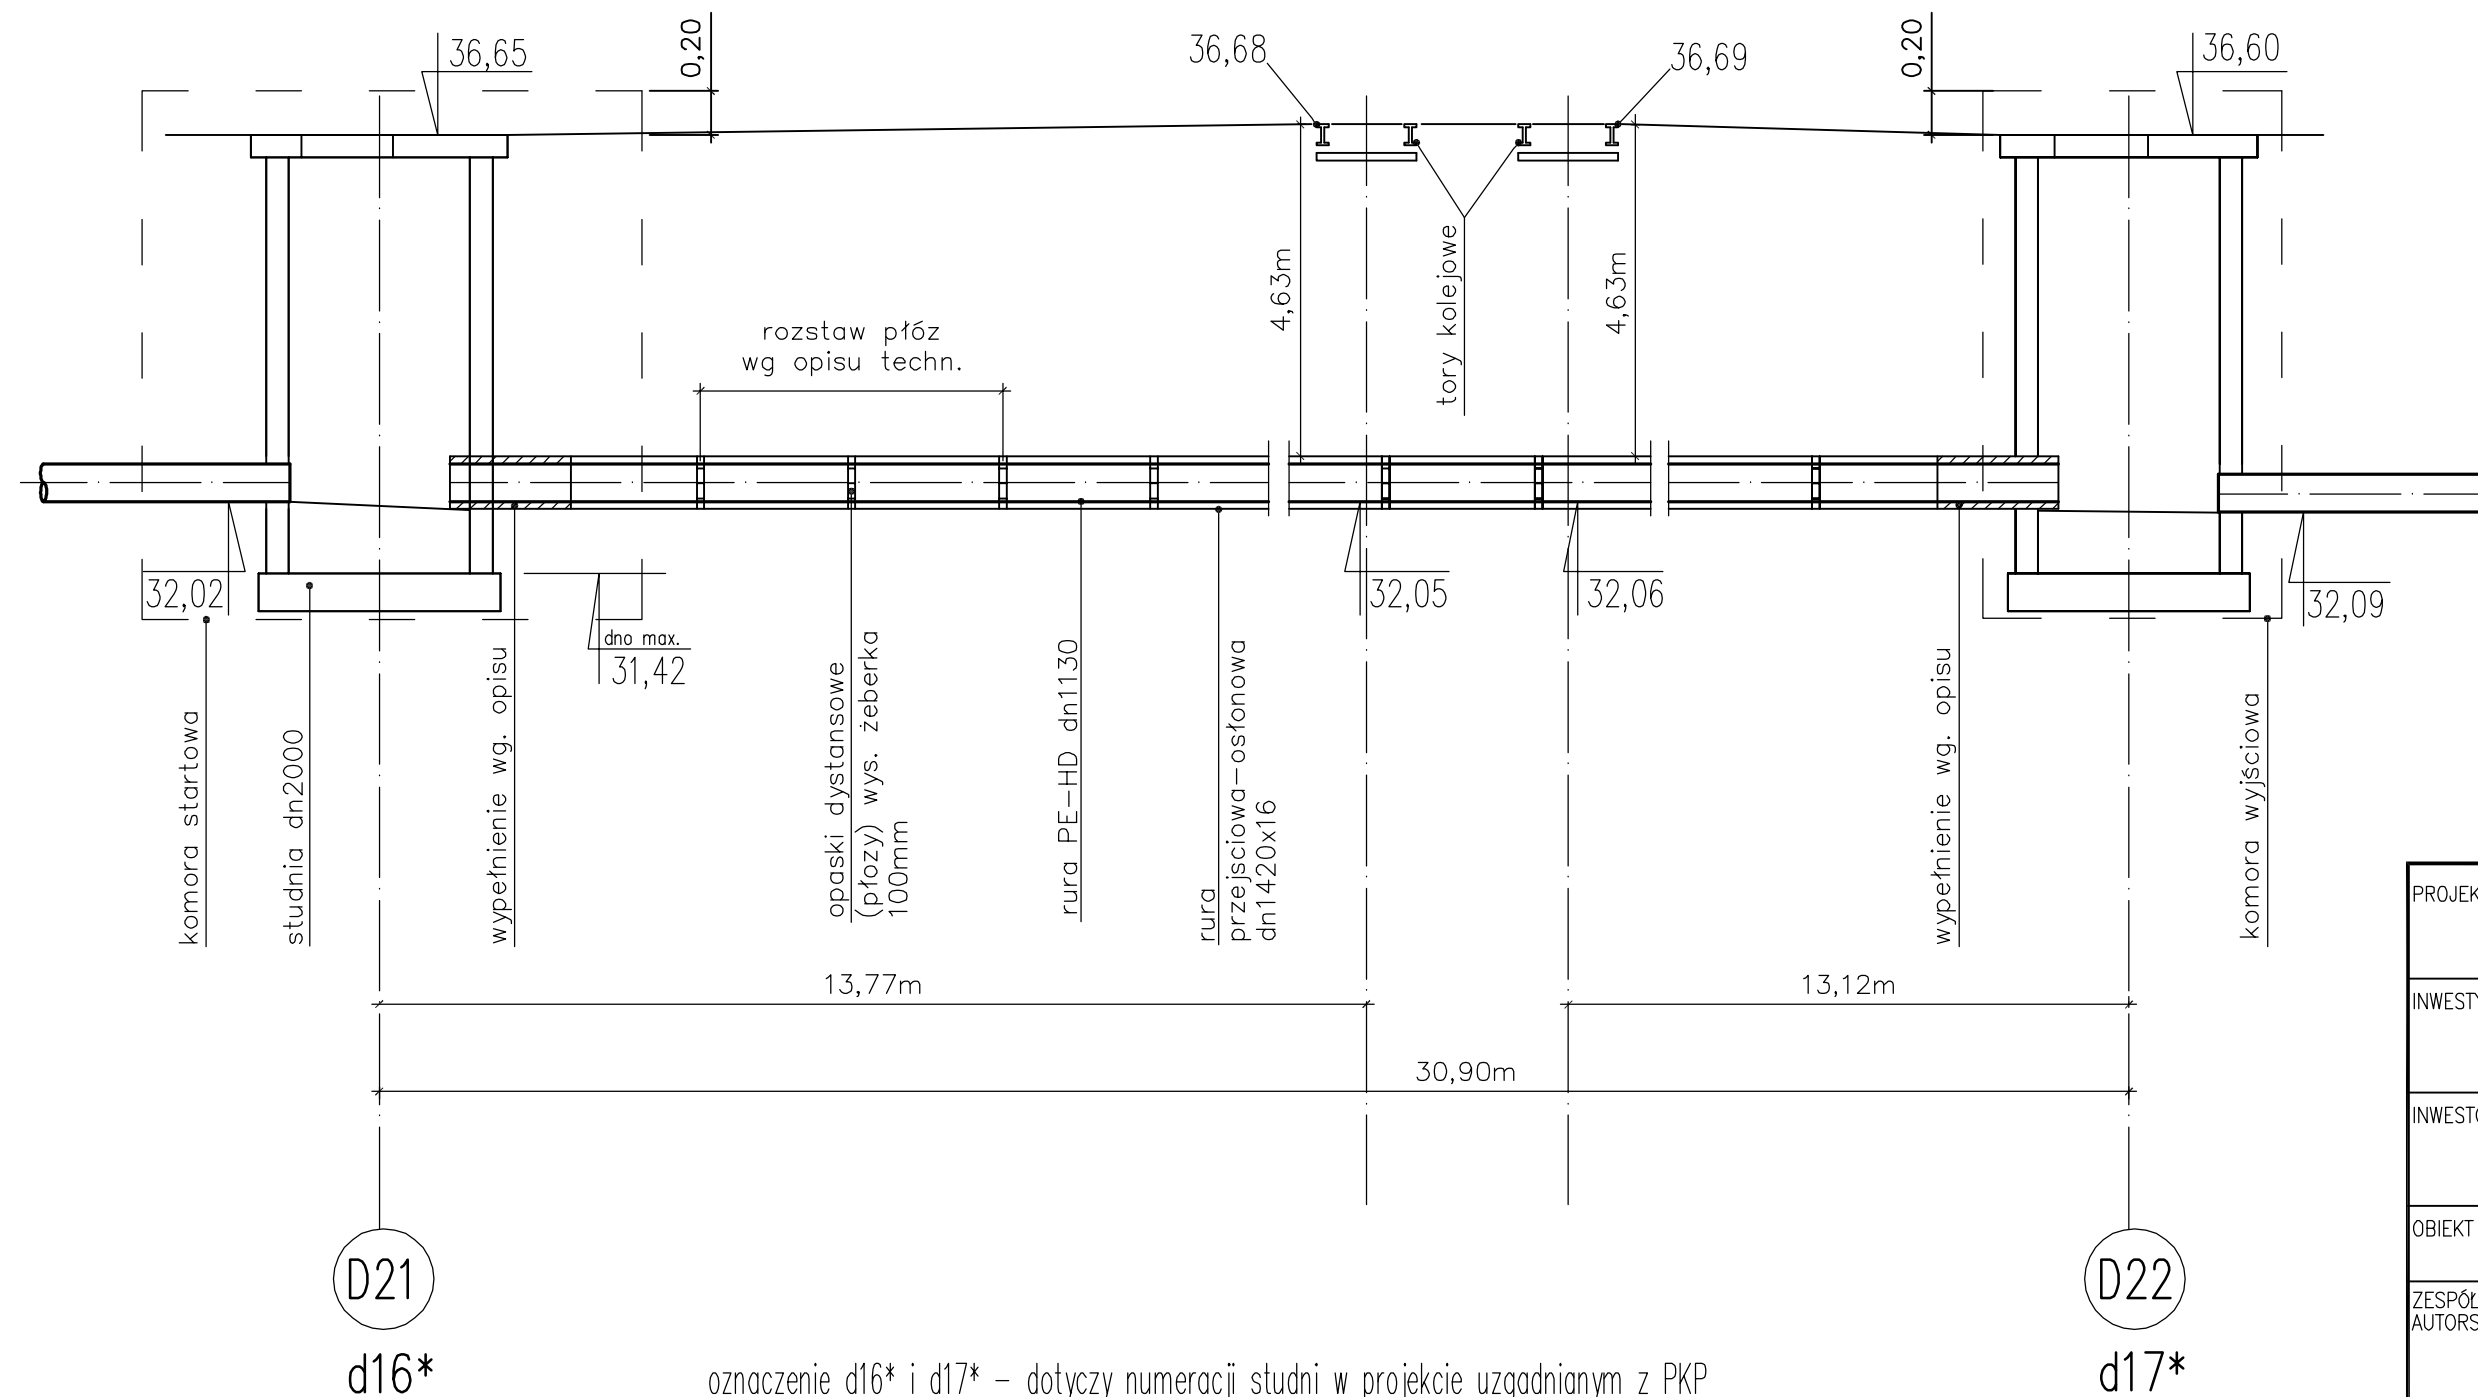 36,65
0,20
36,68
36,69
0,20
36,60
rozstaw płóz
wg opisu techn.
4,63m
tory kolejowe
4,63m
32,02
dno max.
31,42
32,05
32,06
32,09
komora startowa
studnia dn2000
wypełnienie wg. opisu
opaski dystansowe
(płozy) wys. żeberka
100mm
rura PE-HD dn1130
rura
przejsciowa-osłonowa
dn1420x16
wypełnienie wg. opisu
komora wyjściowa
13,77m
13,12m
30,90m
D21
d16*
D22
d17*
oznaczenie d16* i d17* - dotyczy numeracji studni w projekcie uzgadnianym z PKP
PROJEK
INWESTY
INWESTO
OBIEKT
ZESPÓŁ
AUTORS